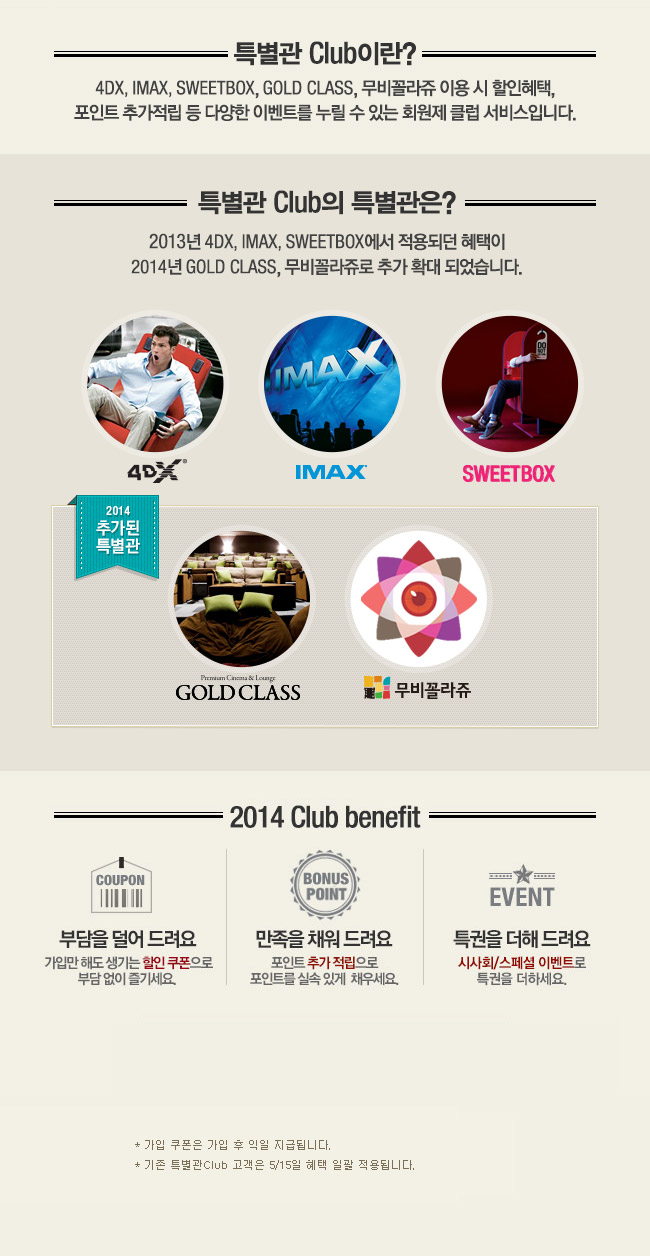 특별관 Club이란?
4DX, IMAX, SWEETBOX, GOLD CLASS, 무비꼴라쥬 이용 시 할인혜택,
포인트 추가적립 등 다양한 이벤트를 누릴 수 있는 회원제 클럽 서비스입니다.
특별관 Club의 특별관은?
2013년 4DX, IMAX, SWEETBOX에서 적용되던 혜택이
2014년 GOLD CLASS, 무비꼴라쥬로 추가 확대 되었습니다.
IMAX
DO NOT
4DX®
IMAX
SWEETBOX
2014
추가된
특별관
Premium Cinema & Lounge
GOLD CLASS
무비꼴라쥬
2014 Club benefit
COUPON
BONUS
POINT
EVENT
부담을 덜어 드려요
가입만 해도 생기는 할인 쿠폰으로
부담 없이 즐기세요.
만족을 채워 드려요
포인트 추가 적립으로
포인트를 실속 있게 채우세요.
특권을 더해 드려요
시사회/스페셜 이벤트로
특권을 더하세요.
* 가입 쿠폰은 가입 후 익일 지급됩니다.
* 기존 특별관Club 고객은 5/15일 혜택 일괄 적용됩니다.